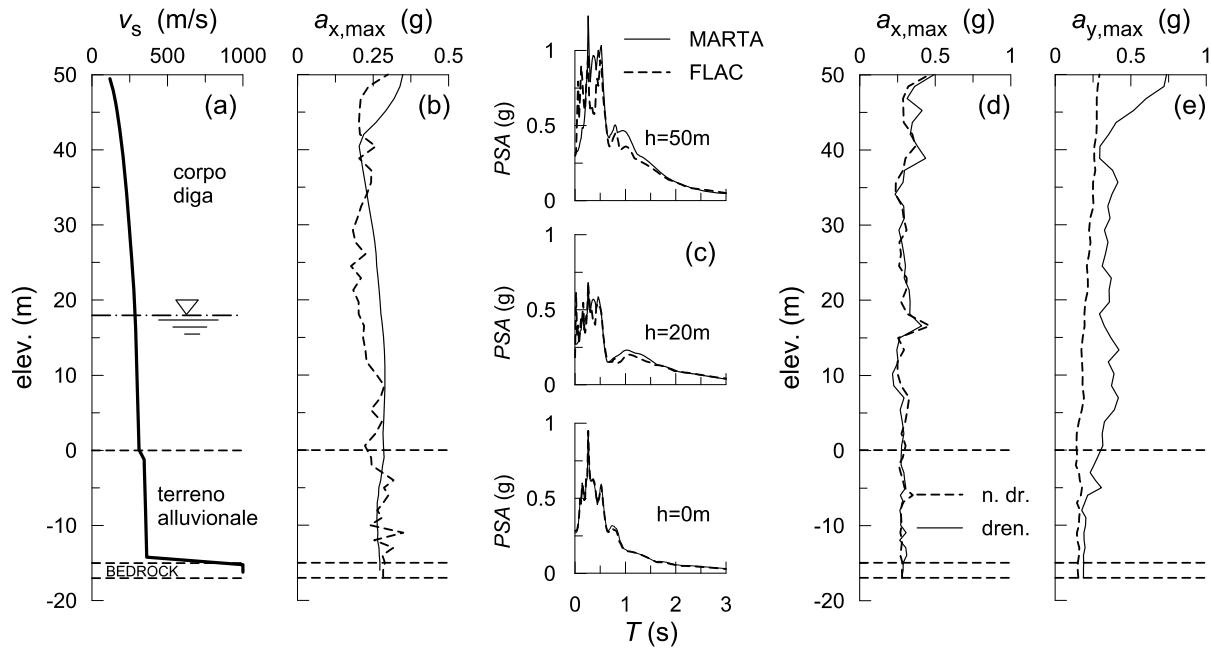 vs (m/s)
0 500 1000
50
40
30
20
10
0
-10
-20
elev. (m)
(a)
corpo
diga
terreno
alluvionale
BEDROCK
ax,max (g)
0 0.25 0.5
(b)
MARTA
FLAC
1
0.5
0
PSA (g)
h=50m
1
0.5
0
PSA (g)
(c)
h=20m
1
0.5
0
PSA (g)
h=0m
0 1 2 3
T (s)
ax,max (g)
0 0.5 1
50
40
30
20
10
0
-10
-20
elev. (m)
(d)
n. dr.
dren.
ay,max (g)
0 0.5 1
(e)